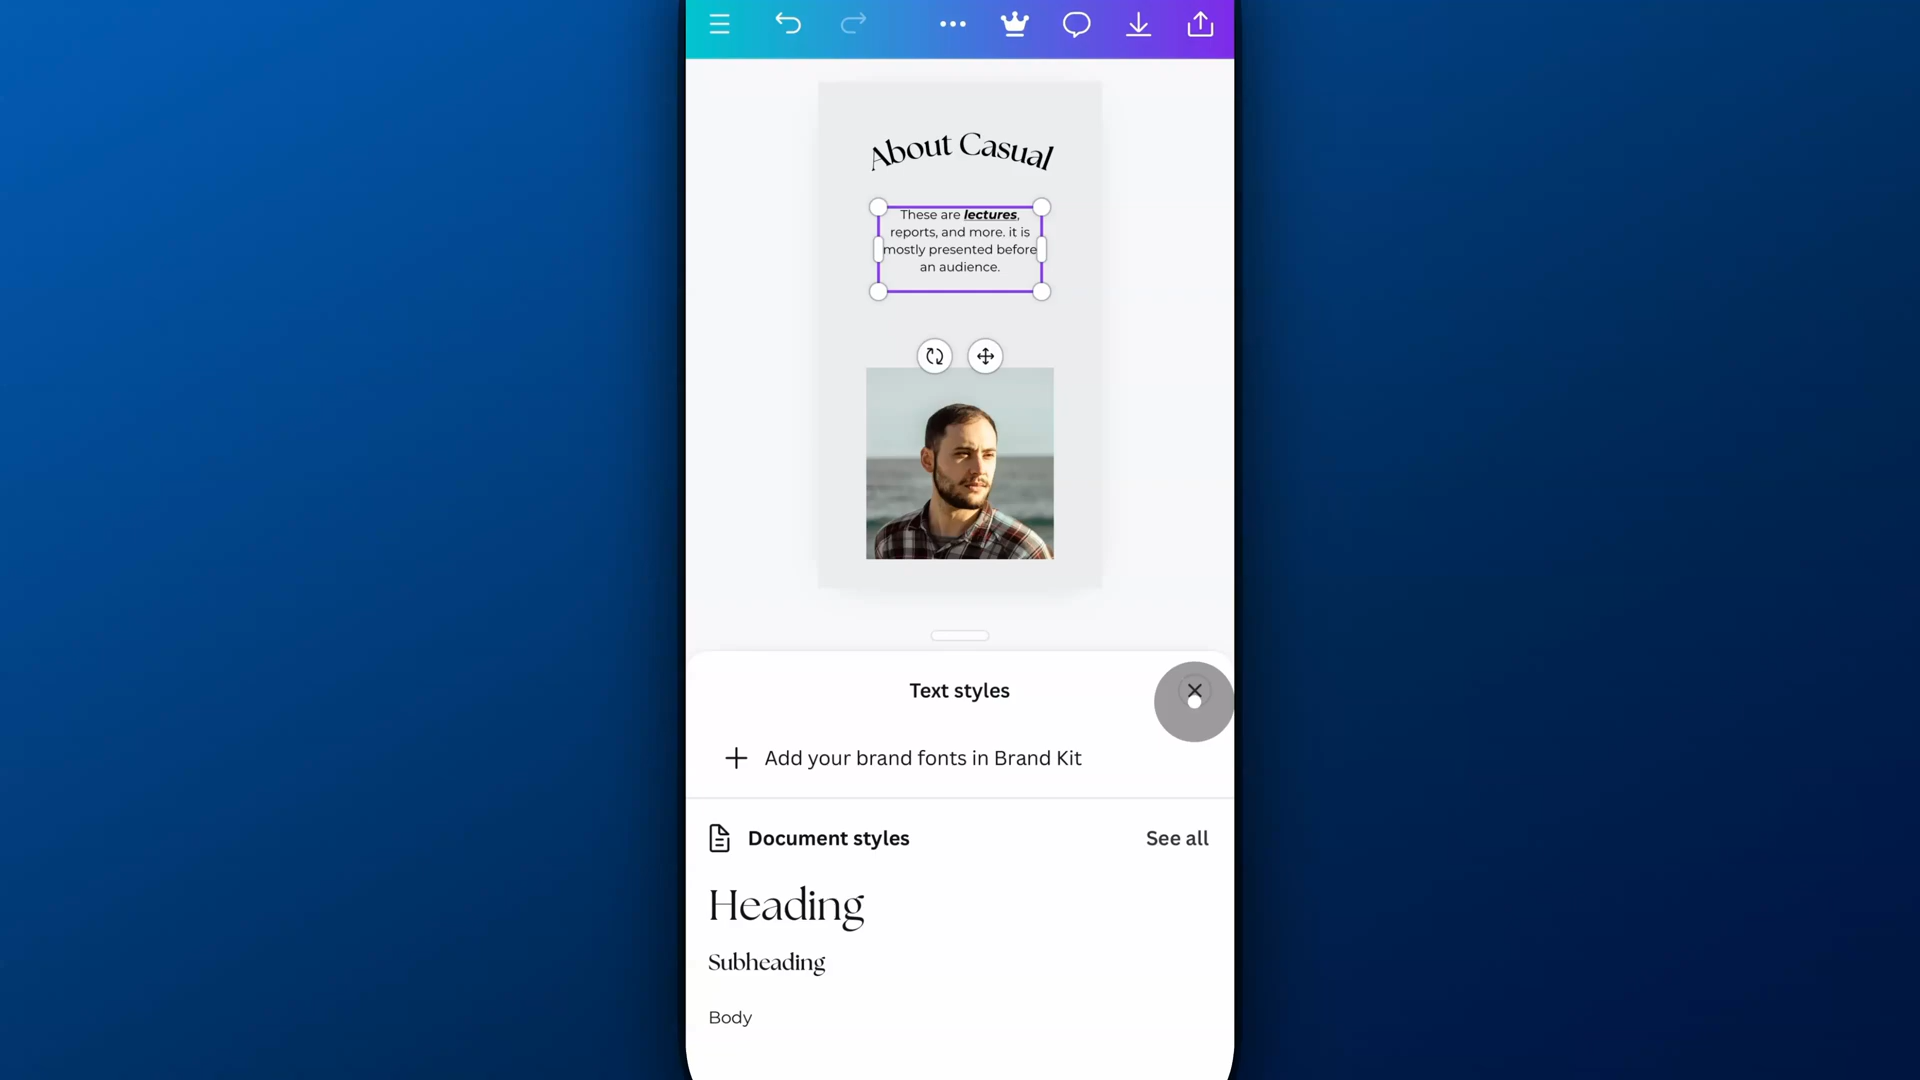 About Casual
These are lectures,
reports, and more. it is
mostly presented before
an audience.
Text styles
Add your brand fonts in Brand Kit
Document styles
See all
Heading
Subheading
Body